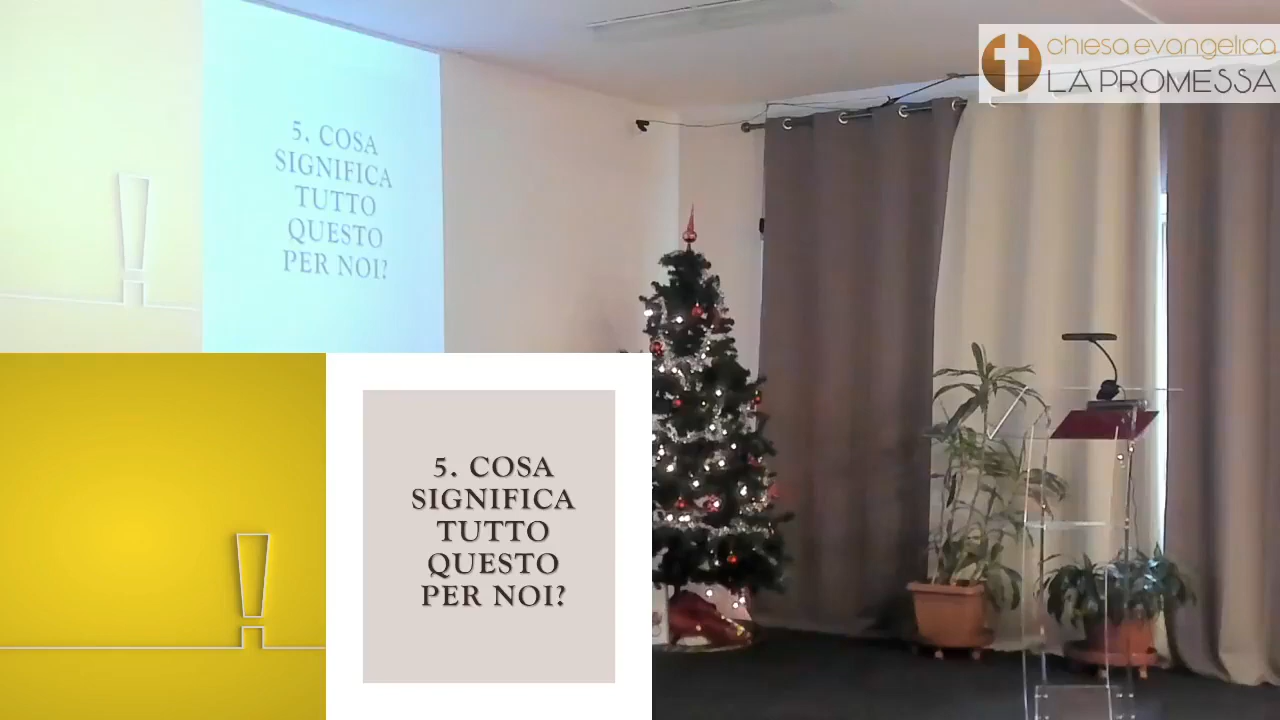 5. COSA
SIGNIFICA
TUTTO
QUESTO
PER NOI?
chiesa evangelica
LA PROMESSA
5. COSA
SIGNIFICA
TUTTO
QUESTO
PER NOI?